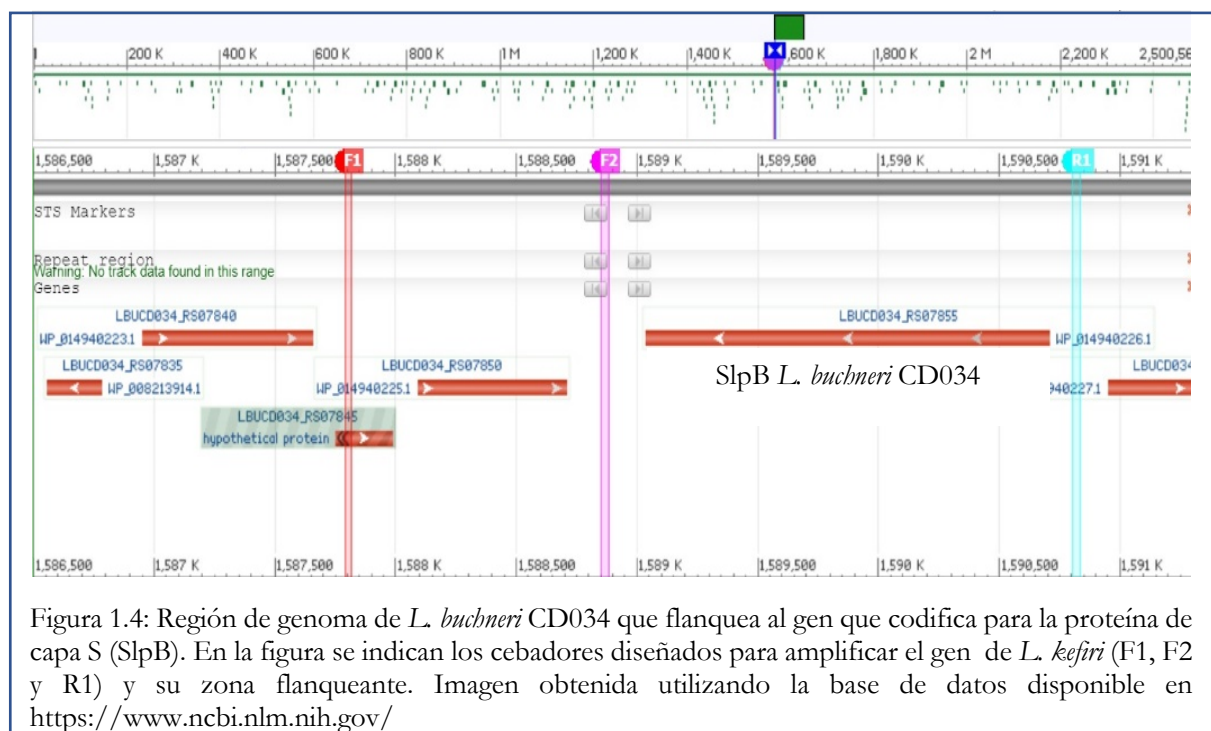 200 K 400 K 600 K 800 K 1 M 1,200 K 1,400 K 1,600 K 1,800 K 2 M 2,200 K 2,500,56
1,586,500 1,587 K 1,587,500 F1 1,588 K 1,588,500 F2 1,589 K 1,589,500 1,590 K 1,590,500 R1 1,591 K
STS Markers
Repeat region
Warning: No track data found in this range
Genes
LBUCD034_RS07840 LBUCD034_RS07855
WP_014940223.1 WP_014940226.1
LBUCD034_RS07835 LBUCD034_RS07850 SlpB L. buchneri CD034 LBUCD034
WP_008213914.1 WP_014940225.1 940227.1
LBUCD034_RS07845
hypothetical protein
1,586,500 1,587 K 1,587,500 1,588 K 1,588,500 1,589 K 1,589,500 1,590 K 1,590,500 1,591 K
Figura 1.4: Región de genoma de L. buchneri CD034 que flanquea al gen que codifica para la proteína de
capa S (SlpB). En la figura se indican los cebadores diseñados para amplificar el gen de L. kefiri (F1, F2
y R1) y su zona flanqueante. Imagen obtenida utilizando la base de datos disponible en
https://www.ncbi.nlm.nih.gov/